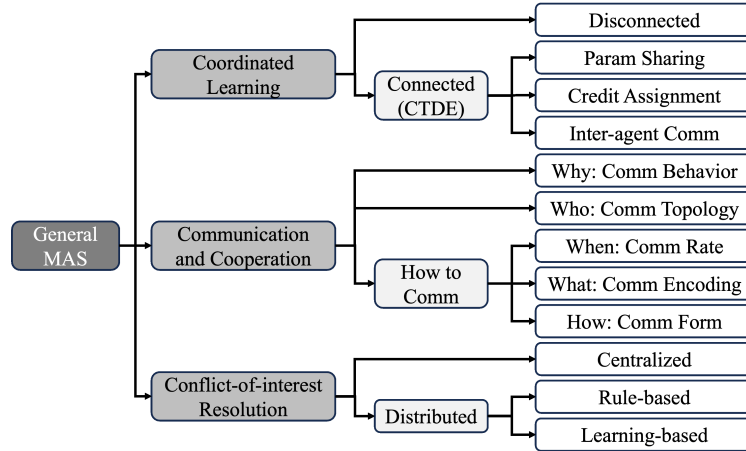 General
MAS
Coordinated
Learning
Disconnected
Connected
(CTDE)
Param Sharing
Credit Assignment
Inter-agent Comm
Communication
and Cooperation
Why: Comm Behavior
Who: Comm Topology
How to
Comm
When: Comm Rate
What: Comm Encoding
How: Comm Form
Conflict-of-interest
Resolution
Centralized
Distributed
Rule-based
Learning-based